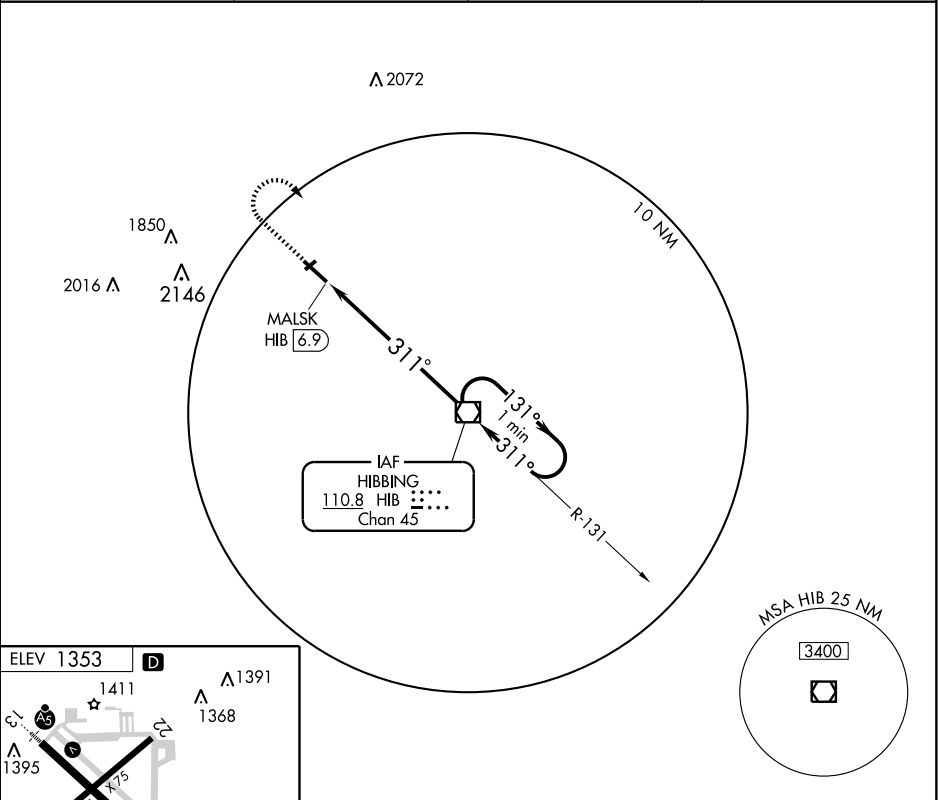 2072
10 NM
1850
2016
2146
MALSK
HIB 6.9
311°
131°
1 min
311°
IAF
HIBBING
110.8 HIB
Chan 45
R-131
MSA HIB 25 NM
3400
ELEV 1353 D
1391
1411
1368
13
A5
22
V
1395
X 75